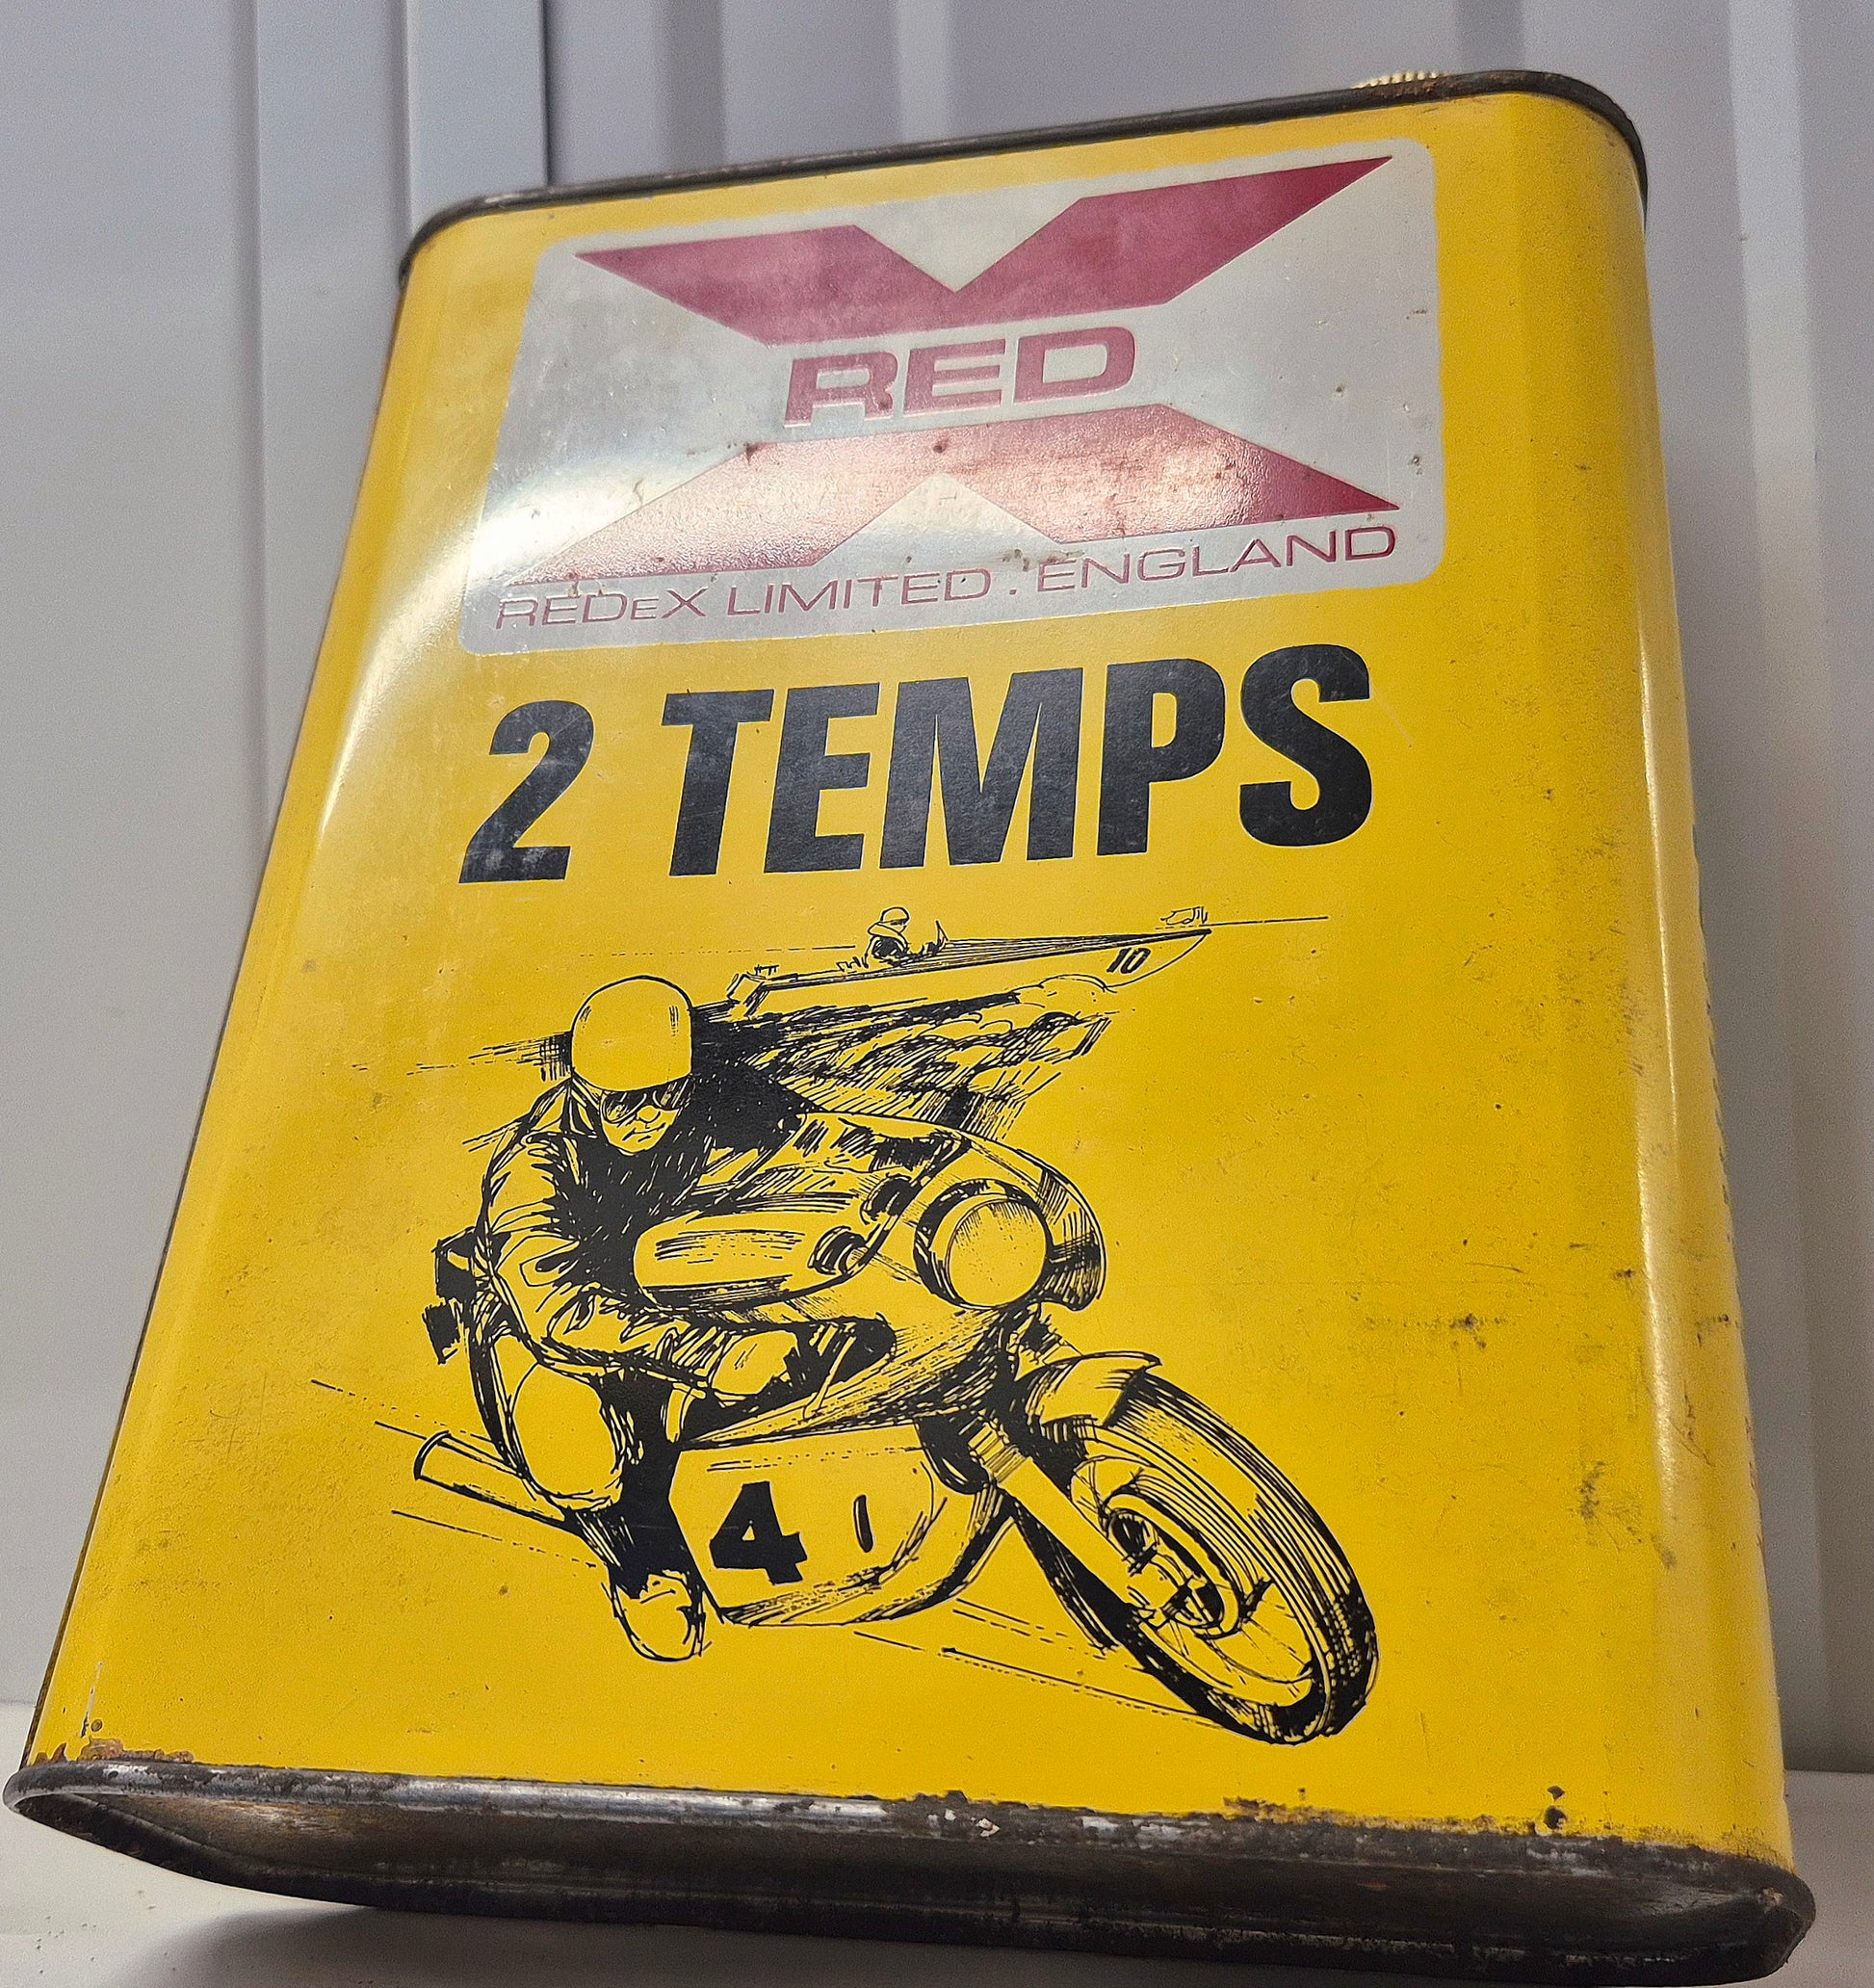 RED
REDeX LIMITED . ENGLAND
2 TEMPS
10
4